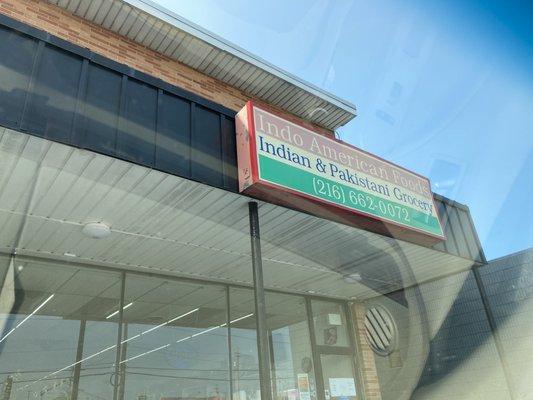 Indo American Foods
Indian & Pakistani Grocery
(216) 662-0072